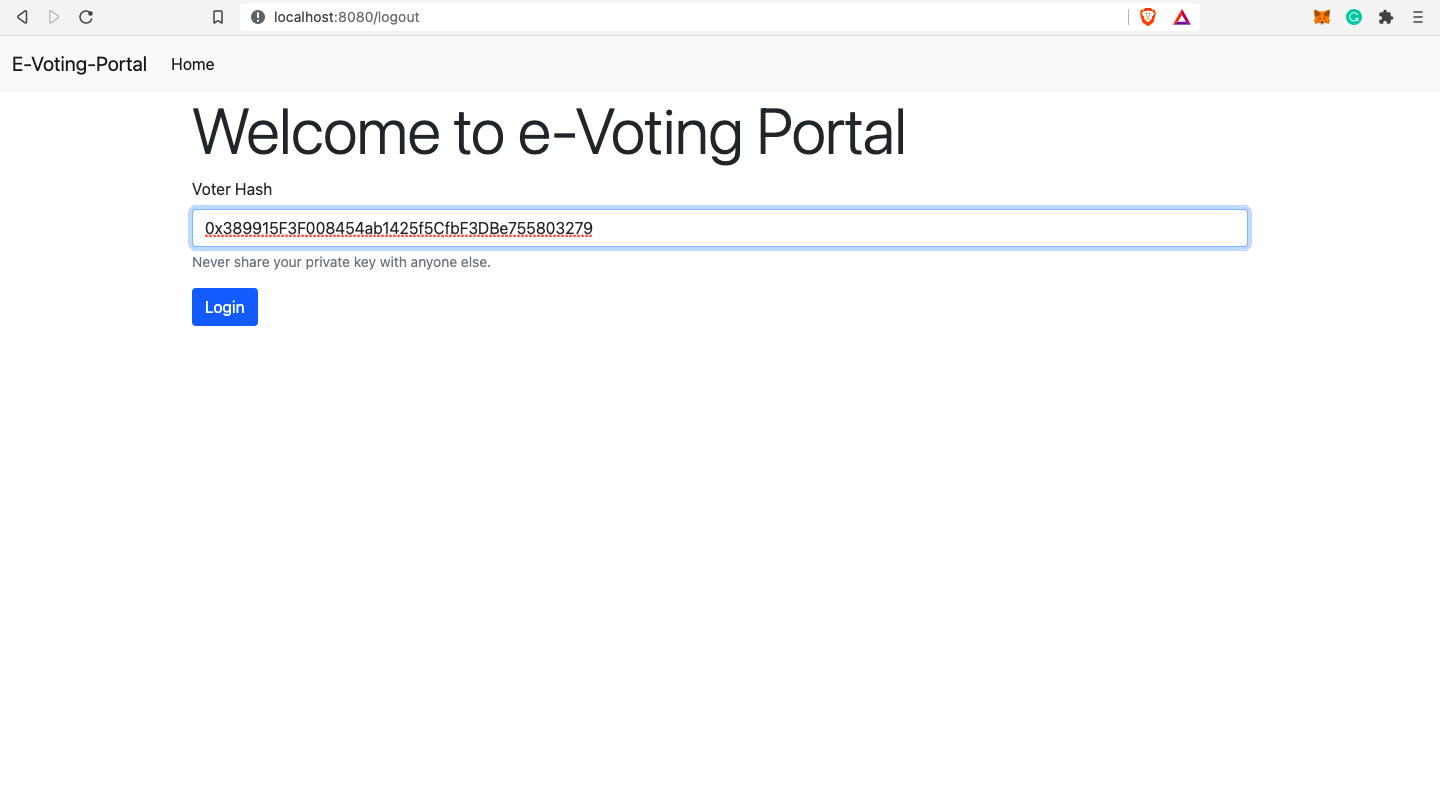 localhost:8080/logout
E-Voting-Portal Home
Welcome to e-Voting Portal
Voter Hash
0x389915F3F008454ab1425f5CfbF3DBe755803279
Never share your private key with anyone else.
Login